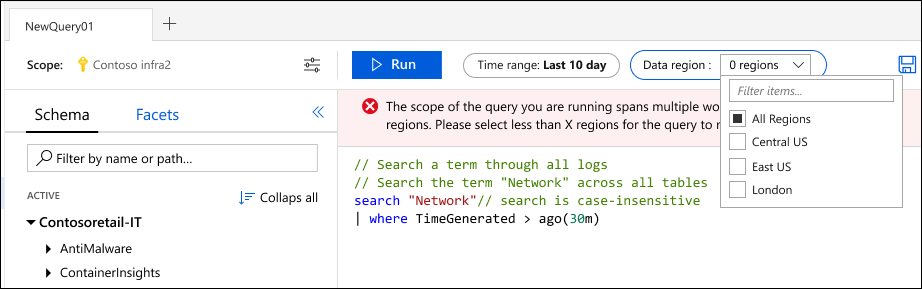 NewQuery01
Scope: Contoso infra2
Run
Time range: Last 10 day
Data region : 0 regions
Filter items...
All Regions
Central US
East US
London
Schema
Facets
Filter by name or path...
ACTIVE
Collaps all
Contosoretail-IT
AntiMalware
ContainerInsights
The scope of the query you are running spans multiple wo
regions. Please select less than X regions for the query to
// Search a term through all logs
// Search the term "Network" across all tables
search "Network"// search is case-insensitive
| where TimeGenerated > ago(30m)